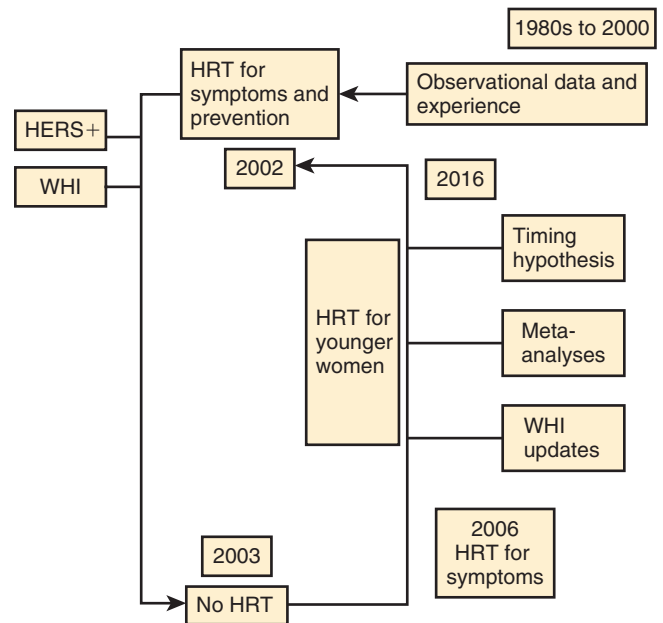 1980s to 2000
HRT for
symptoms and
prevention
Observational data and
experience
HERS+
WHI
2002
2016
Timing
hypothesis
HRT for
younger
women
Meta-
analyses
WHI
updates
2006
HRT for
symptoms
2003
No HRT